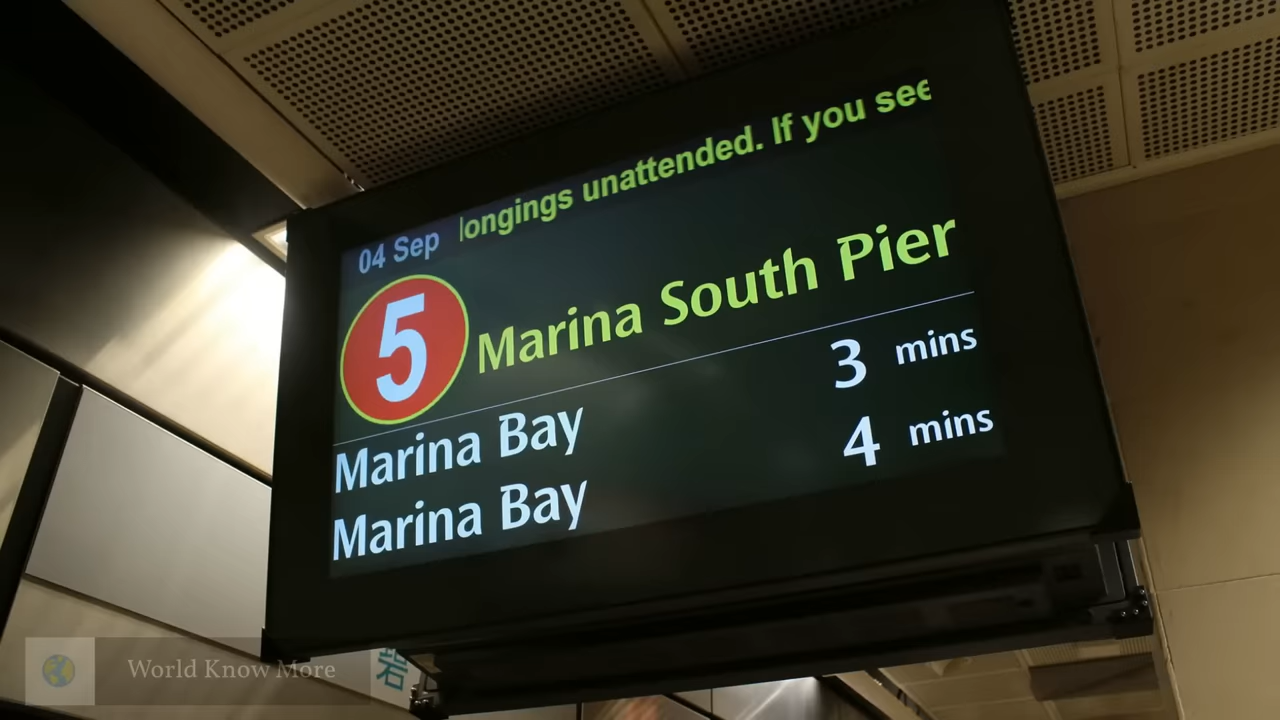 longings unattended. If you see
04 Sep
5
Marina South Pier
Marina Bay 3 mins
Marina Bay 4 mins
World Know More
若